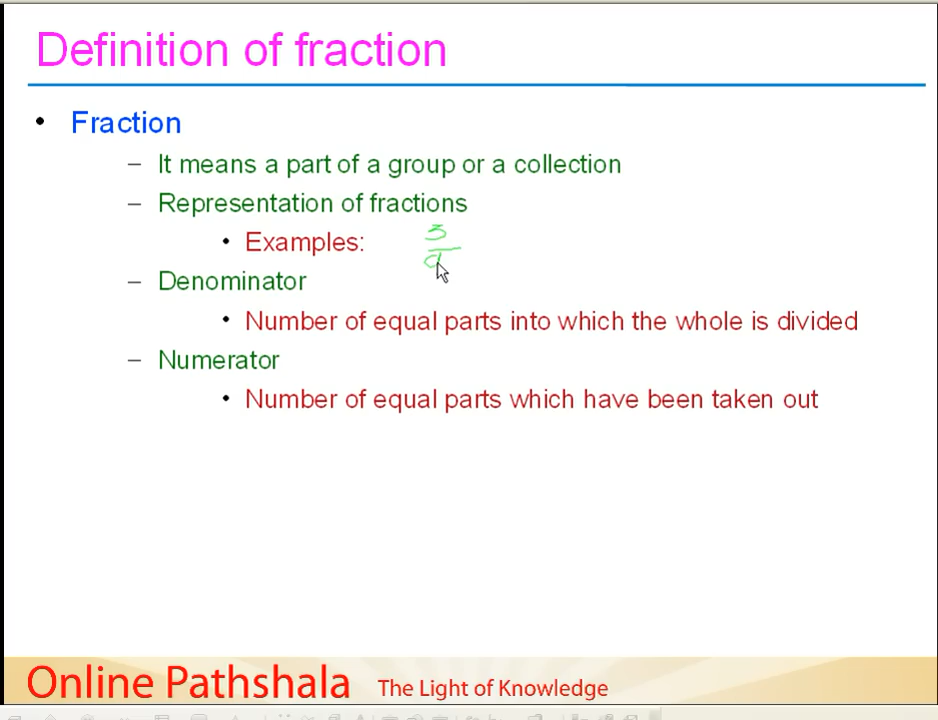 Definition of fraction
• Fraction
– It means a part of a group or a collection
– Representation of fractions
• Examples: 3
– Denominator
• Number of equal parts into which the whole is divided
– Numerator
• Number of equal parts which have been taken out
Online Pathshala The Light of Knowledge